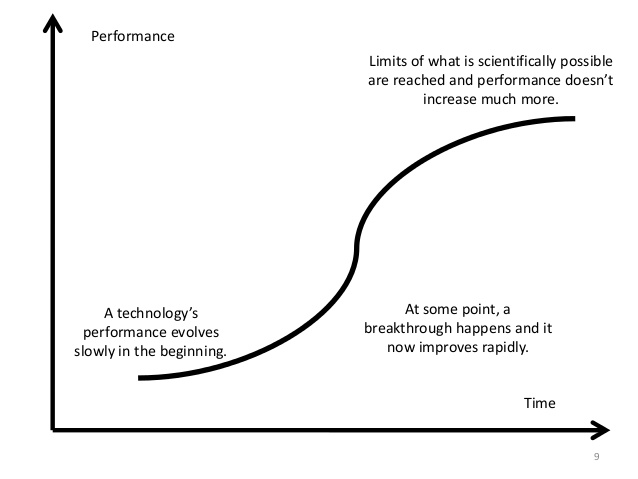 Performance
Limits of what is scientifically possible
are reached and performance doesn’t
increase much more.
A technology’s
performance evolves
slowly in the beginning.
At some point, a
breakthrough happens and it
now improves rapidly.
Time
9